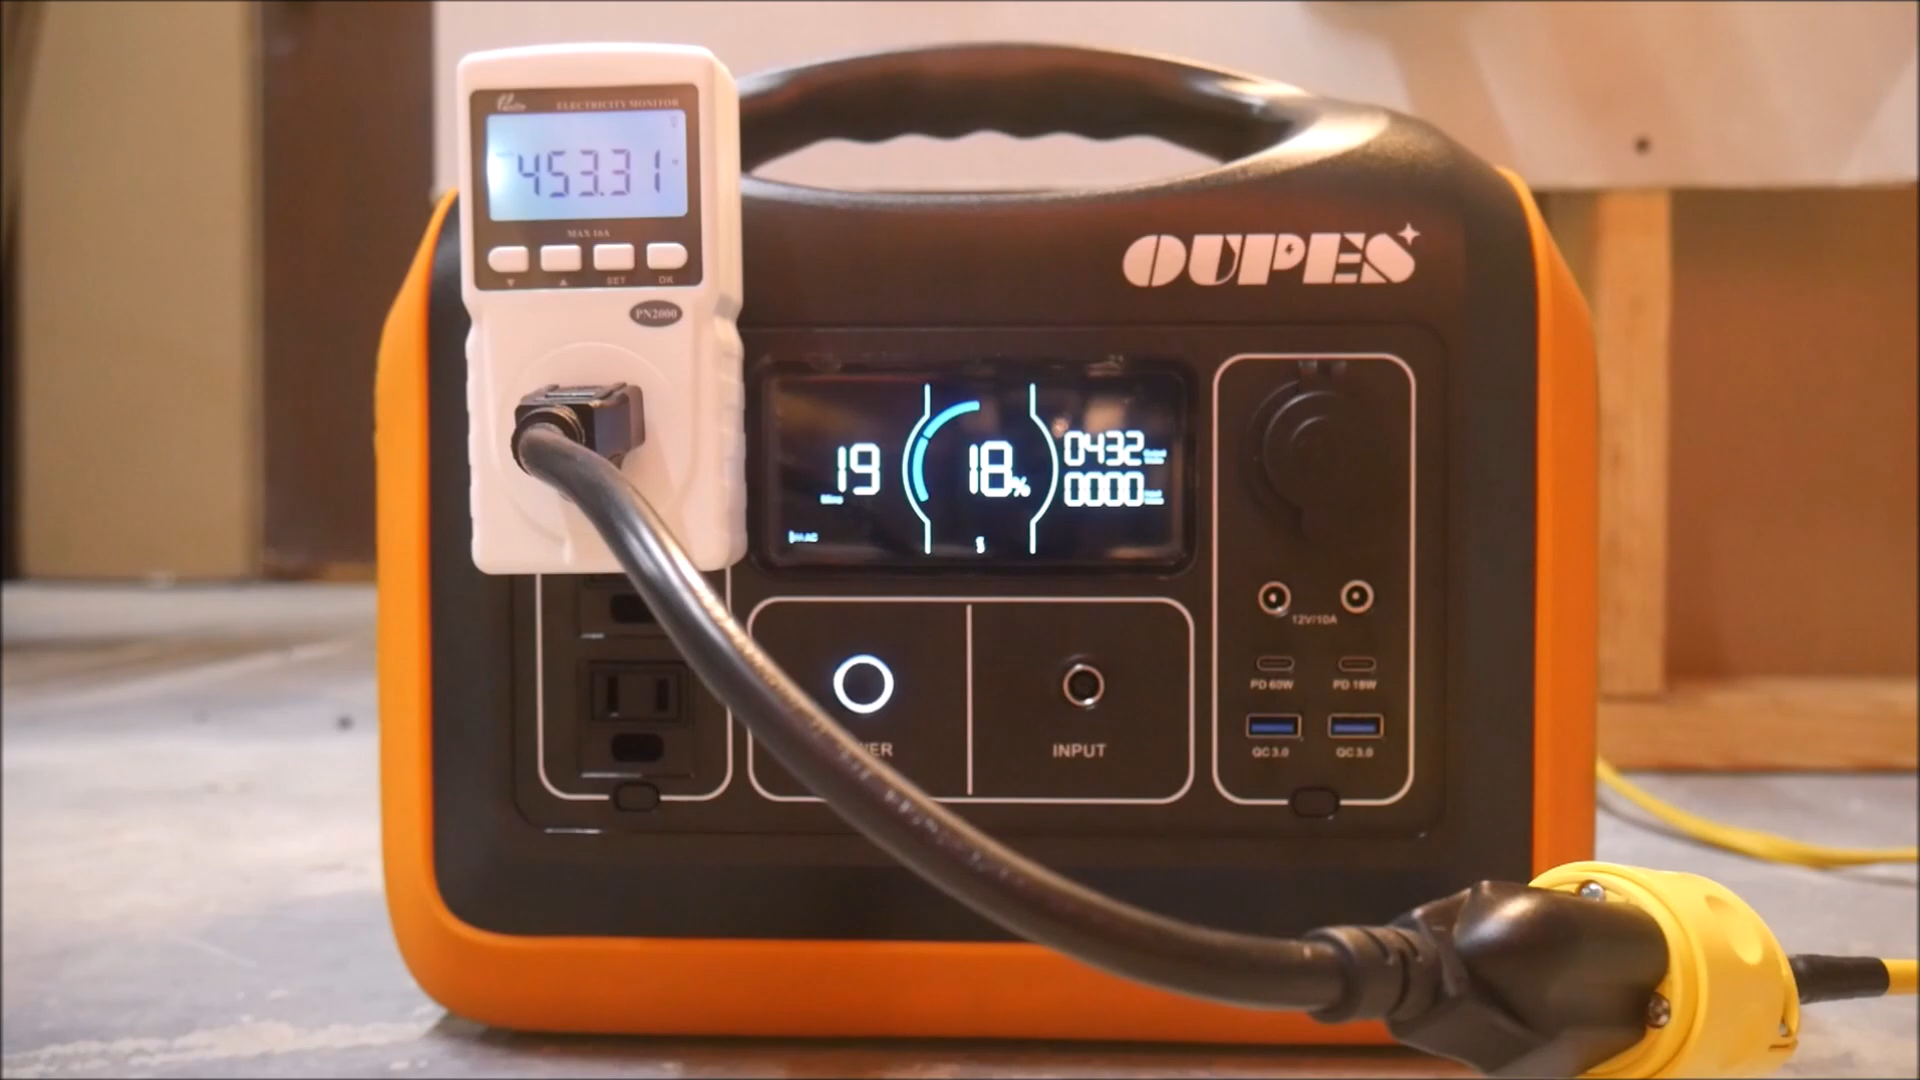 ELECTRICITY MONITOR
453.31
MAX 16A
SET
OK
PN2000
OUPES
19
Mins
18%
0432
0000
12V/10A
PD 60W
PD 18W
INPUT
QC 3.0
QC 3.0